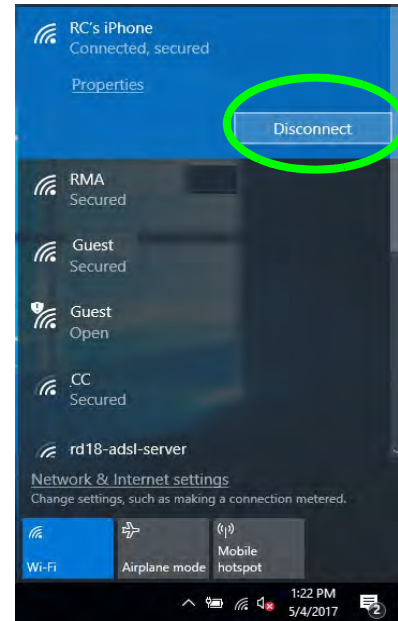 RC's iPhone
Connected, secured
Properties
Disconnect
RMA
Secured
Guest
Secured
Guest
Open
CC
Secured
rd18-adsl-server
Network & Internet settings
Change settings, such as making a connection metered.
Wi-Fi
Airplane mode
Mobile
hotspot
1:22 PM
5/4/2017
2